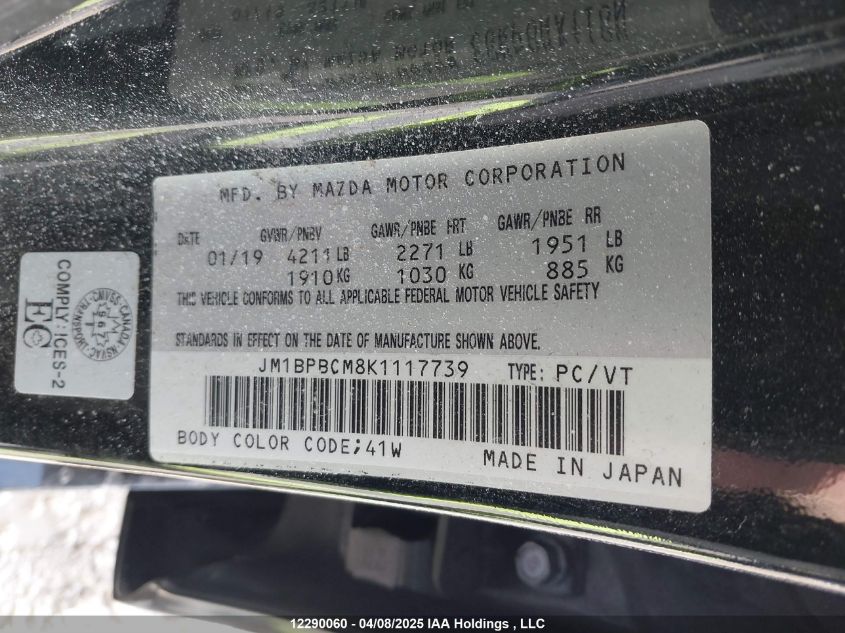 MFD. BY MAZDA MOTOR CORPORATION
DATE GVWR/PNBV GAWR/PNBE FRT GAWR/PNBE RR
01/19 4211 LB 2271 LB 1951 LB
1910 KG 1030 KG 885 KG
THIS VEHICLE CONFORMS TO ALL APPLICABLE FEDERAL MOTOR VEHICLE SAFETY
STANDARDS IN EFFECT ON THE DATE OF MANUFACTURE SHOWN ABOVE.
JM1BPBCM8K1117739 TYPE: PC/VT
BODY COLOR CODE;41W
MADE IN JAPAN
COMPLY:ICES-2
EC
CANADA
967
12290060 - 04/08/2025 IAA Holdings , LLC